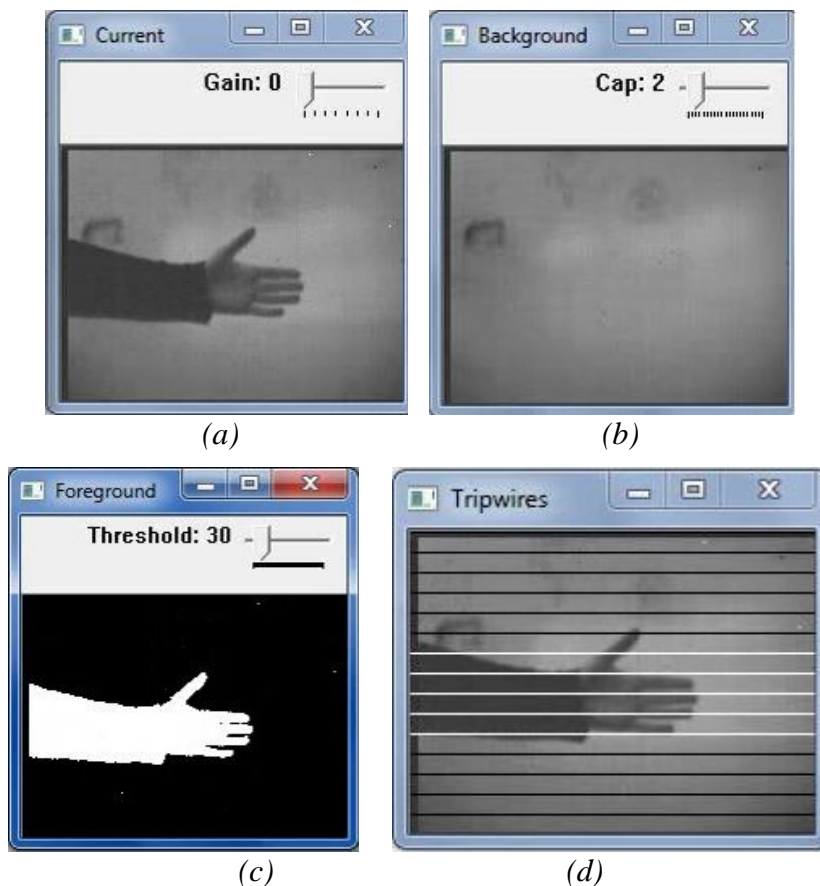 Current
Gain: 0
Background
Cap: 2
(a)
(b)
Foreground
Threshold: 30
Tripwires
(c)
(d)